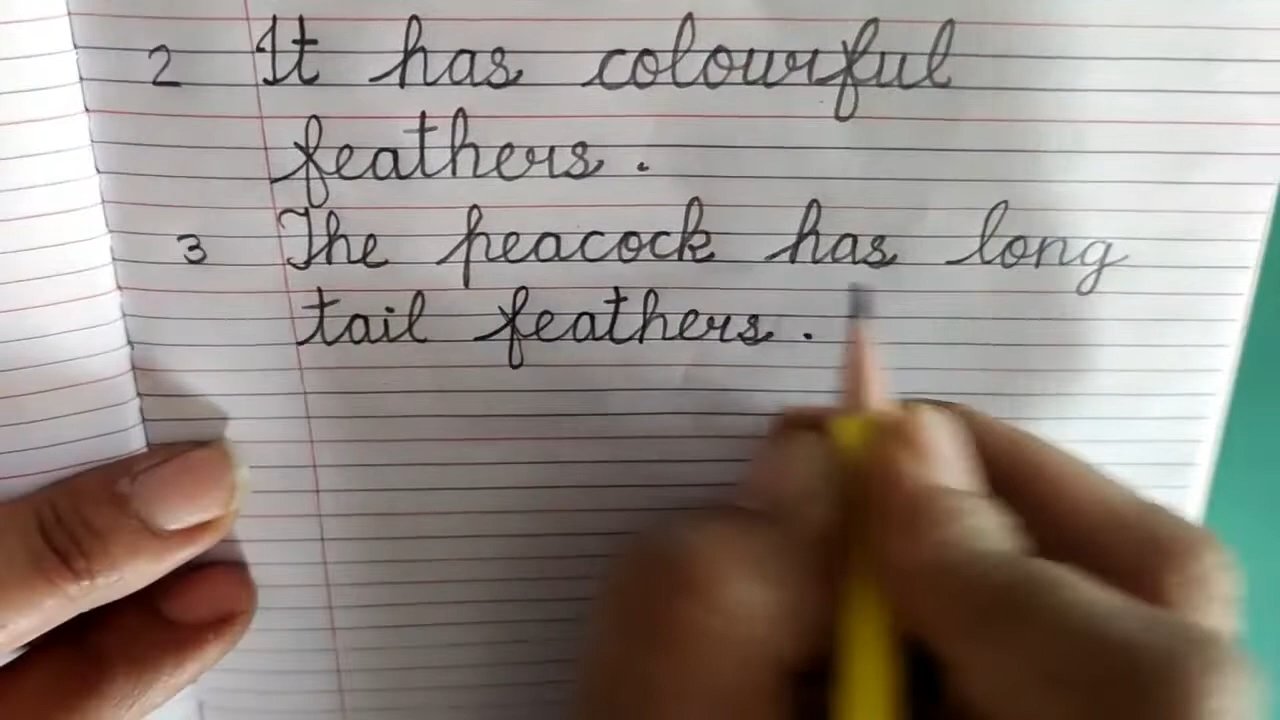 2 It has colourful
feathers.
3 The peacock has long
tail feathers.